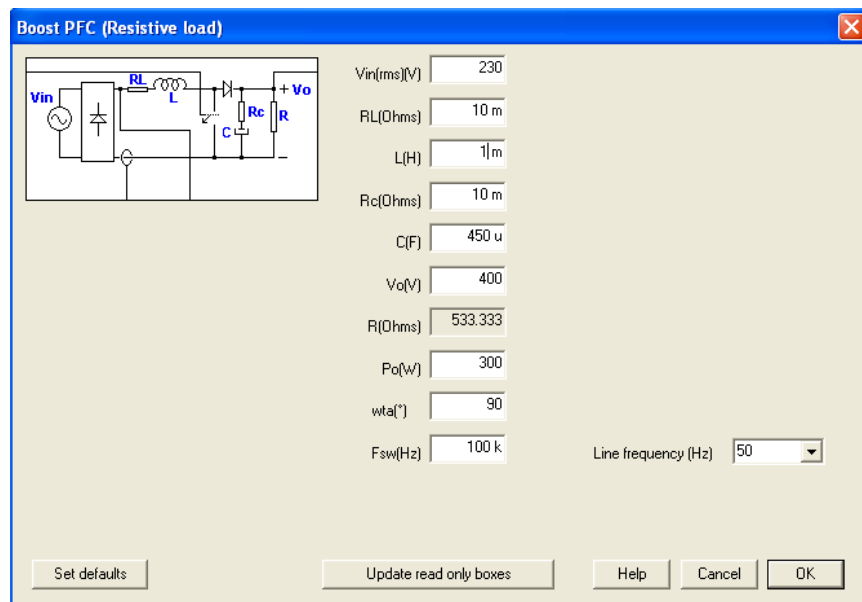 Boost PFC (Resistive load)
RL
L
Vin
+ Vo
Rc
R
C
−
Vin(rms)(V) 230
RL(Ohms) 10 m
L(H) 1 m
Rc(Ohms) 10 m
C(F) 450 u
Vo(V) 400
R(Ohms) 533.333
Po(W) 300
wta(°) 90
Fsw(Hz) 100 k
Line frequency (Hz) 50
Set defaults
Update read only boxes
Help
Cancel
OK